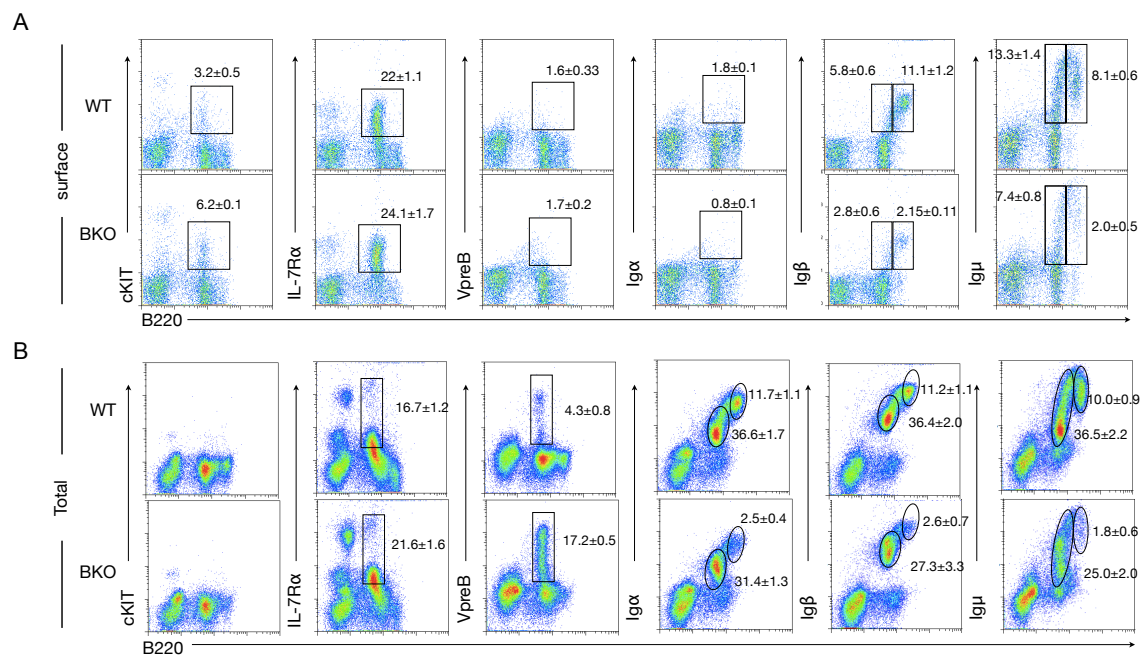 A
surface
WT
BKO
3.2±0.5
22±1.1
1.6±0.33
1.8±0.1
5.8±0.6
11.1±1.2
13.3±1.4
8.1±0.6
6.2±0.1
24.1±1.7
1.7±0.2
0.8±0.1
2.8±0.6
2.15±0.11
7.4±0.8
2.0±0.5
cKIT
IL-7Rα
VpreB
Igα
Igβ
Igμ
B220
B
Total
WT
BKO
16.7±1.2
4.3±0.8
11.7±1.1
36.6±1.7
11.2±1.1
36.4±2.0
10.0±0.9
36.5±2.2
21.6±1.6
17.2±0.5
2.5±0.4
31.4±1.3
2.6±0.7
27.3±3.3
1.8±0.6
25.0±2.0
cKIT
IL-7Rα
VpreB
Igα
Igβ
Igμ
B220